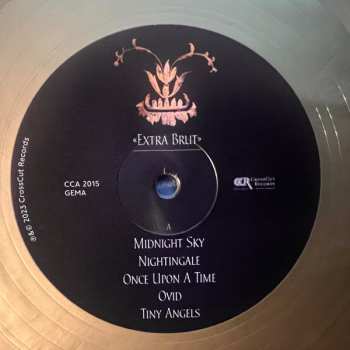 «Extra Brut»
CCA 2015
GEMA
CCR CrossCut Records
℗&© 2023 CrossCut Records
A
Midnight Sky
Nightingale
Once Upon A Time
Ovid
Tiny Angels